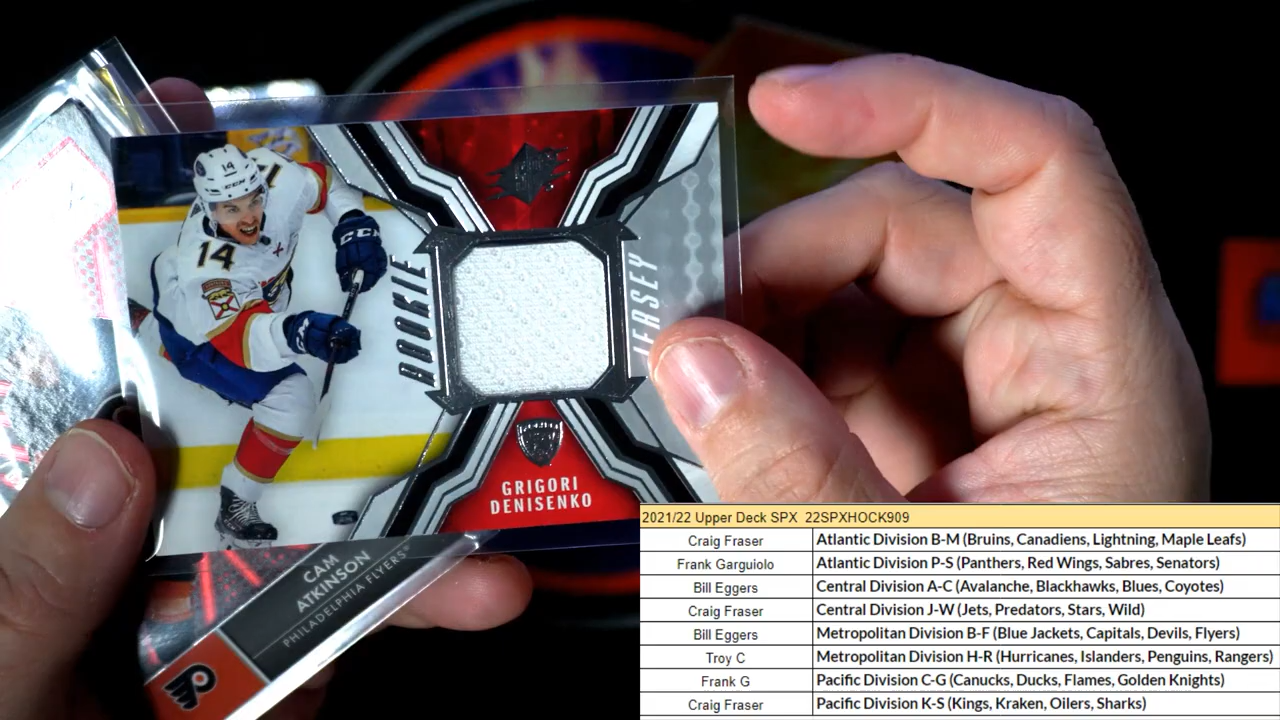 14
CCM
14
CCM
ROOKIE
JERSEY
GRIGORI
DENISENKO
CAM
ATKINSON
PHILADELPHIA FLYERS®
2021/22 Upper Deck SPX 22SPXHOCK909
Craig Fraser Atlantic Division B-M (Bruins, Canadiens, Lightning, Maple Leafs)
Frank Garguiolo Atlantic Division P-S (Panthers, Red Wings, Sabres, Senators)
Bill Eggers Central Division A-C (Avalanche, Blackhawks, Blues, Coyotes)
Craig Fraser Central Division J-W (Jets, Predators, Stars, Wild)
Bill Eggers Metropolitan Division B-F (Blue Jackets, Capitals, Devils, Flyers)
Troy C Metropolitan Division H-R (Hurricanes, Islanders, Penguins, Rangers)
Frank G Pacific Division C-G (Canucks, Ducks, Flames, Golden Knights)
Craig Fraser Pacific Division K-S (Kings, Kraken, Oilers, Sharks)